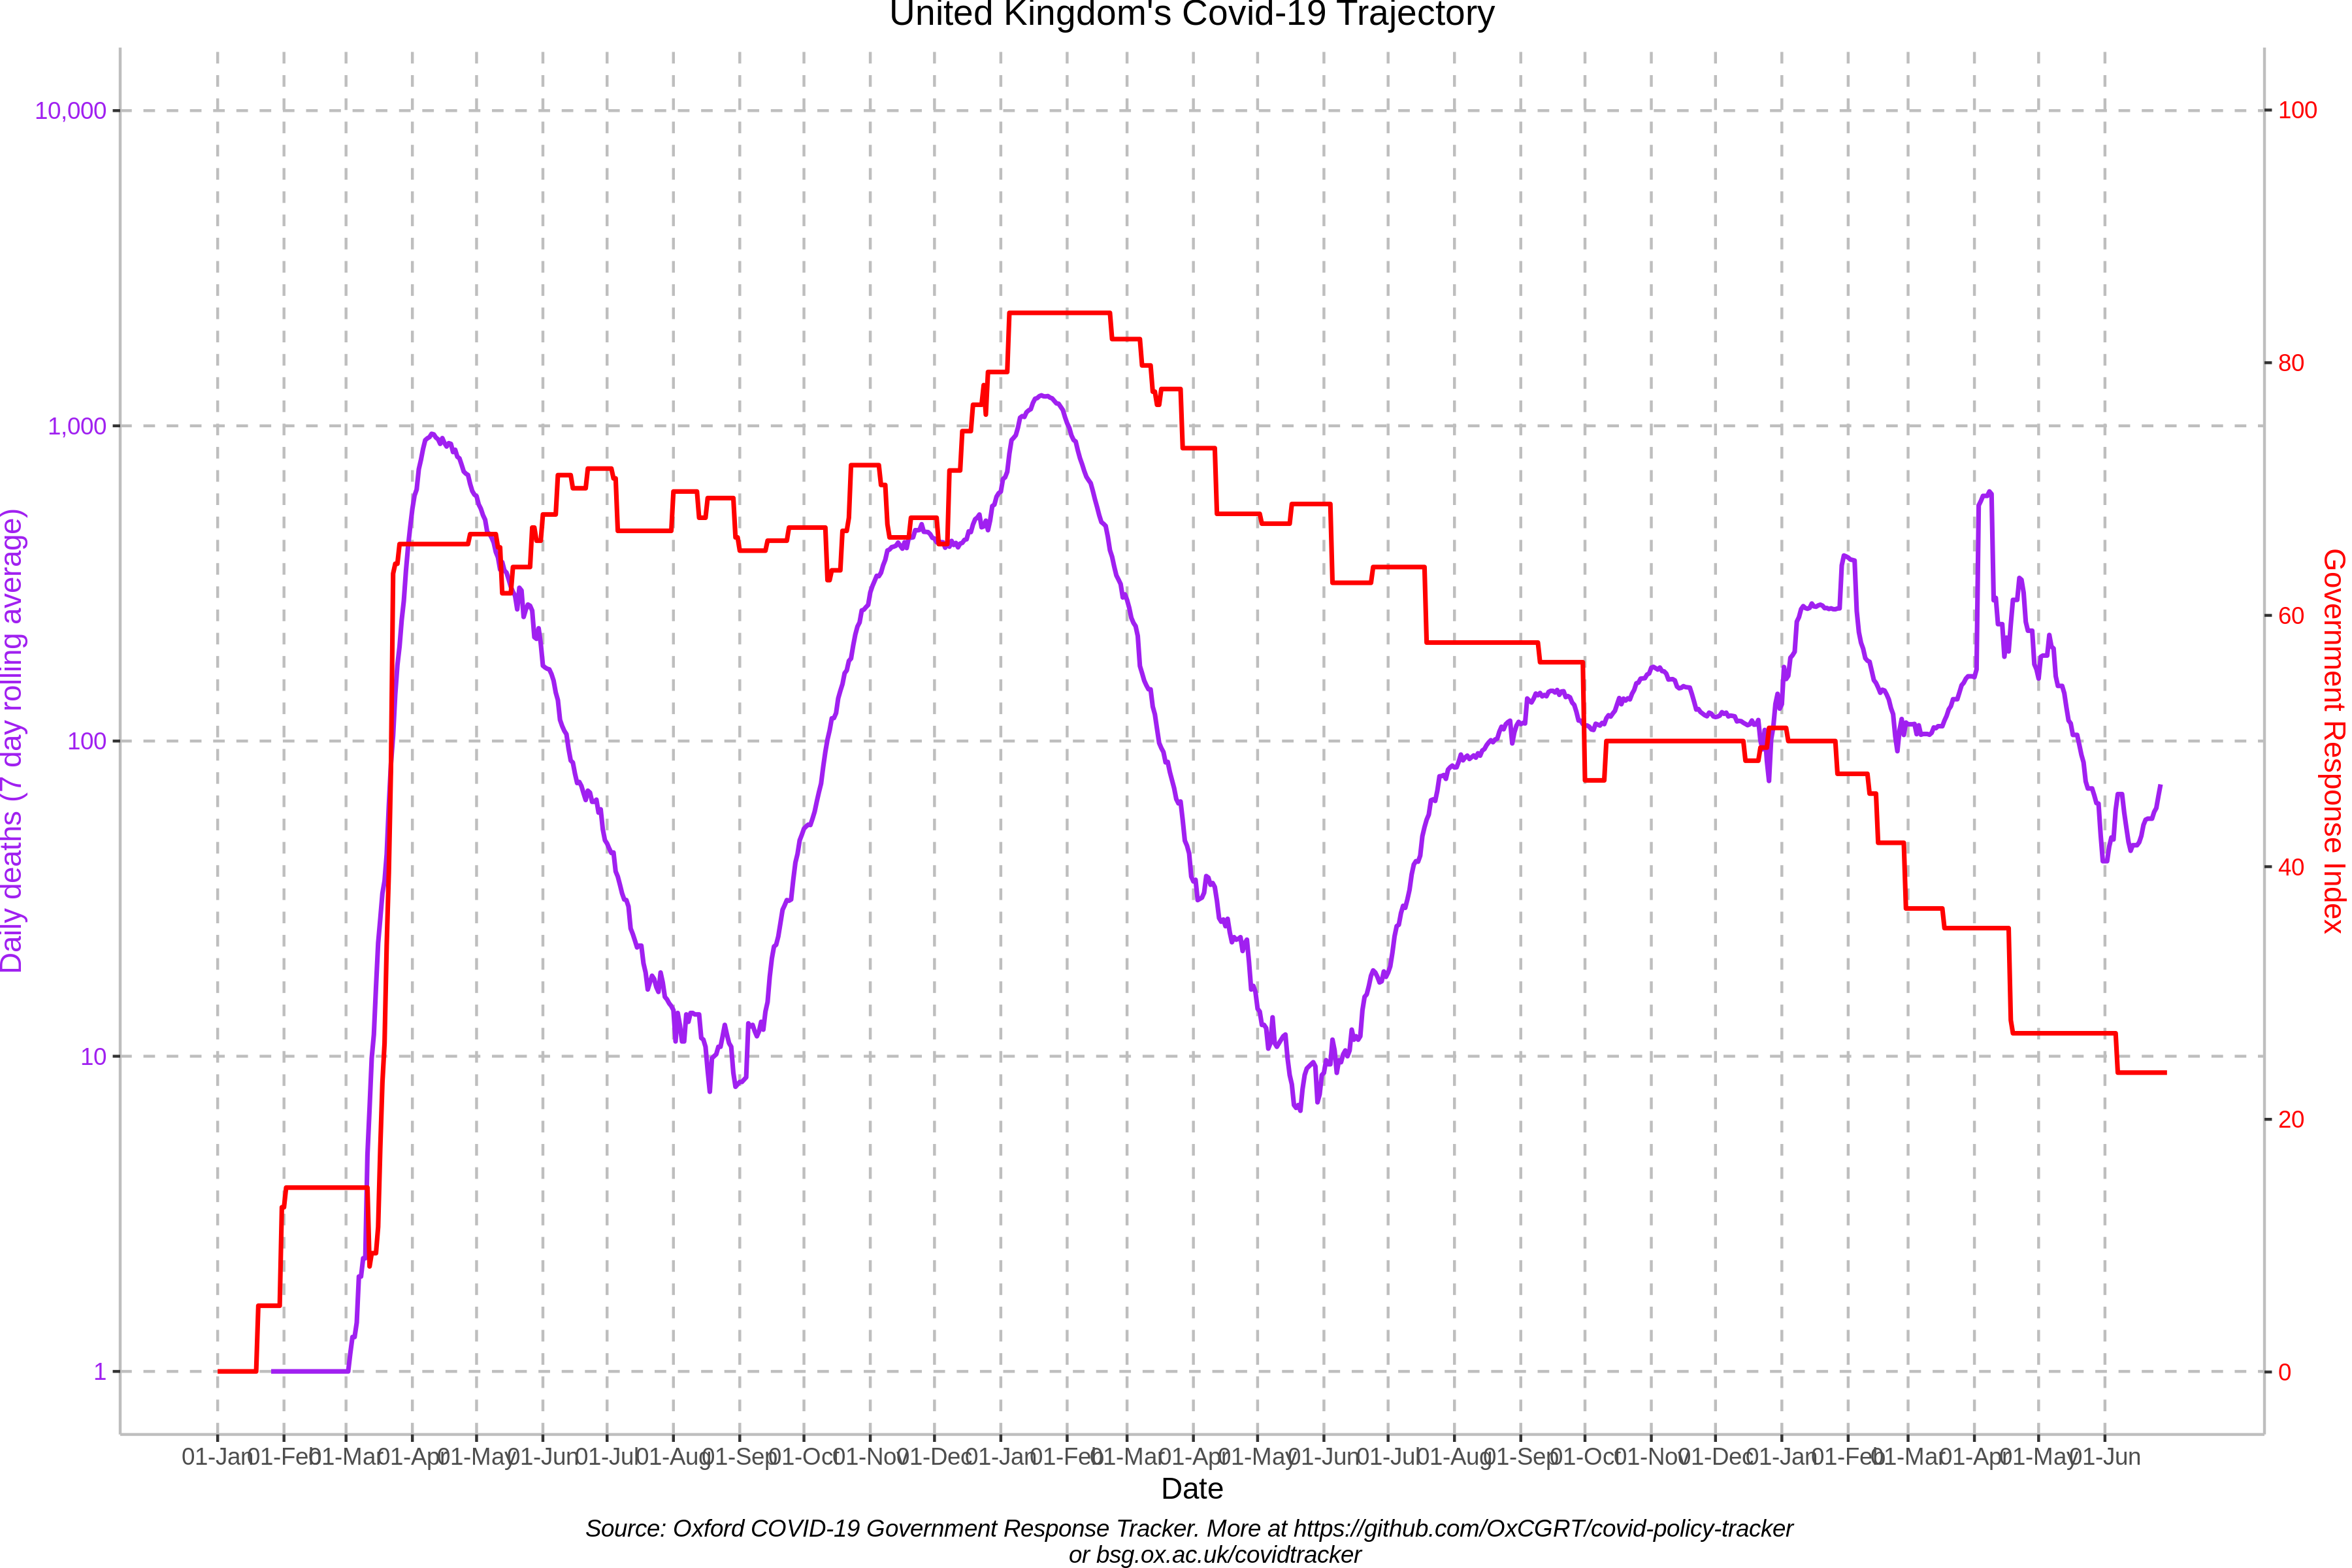 United Kingdom's Covid-19 Trajectory
10,000
1,000
100
10
1
Daily deaths (7 day rolling average)
100
80
60
40
20
0
Government Response Index
01-Jan 01-Feb 01-Mar 01-Apr 01-May 01-Jun 01-Jul 01-Aug 01-Sep 01-Oct 01-Nov 01-Dec 01-Jan 01-Feb 01-Mar 01-Apr 01-May 01-Jun 01-Jul 01-Aug 01-Sep 01-Oct 01-Nov 01-Dec 01-Jan 01-Feb 01-Mar 01-Apr 01-May 01-Jun
Date
Source: Oxford COVID-19 Government Response Tracker. More at https://github.com/OxCGRT/covid-policy-tracker
or bsg.ox.ac.uk/covidtracker